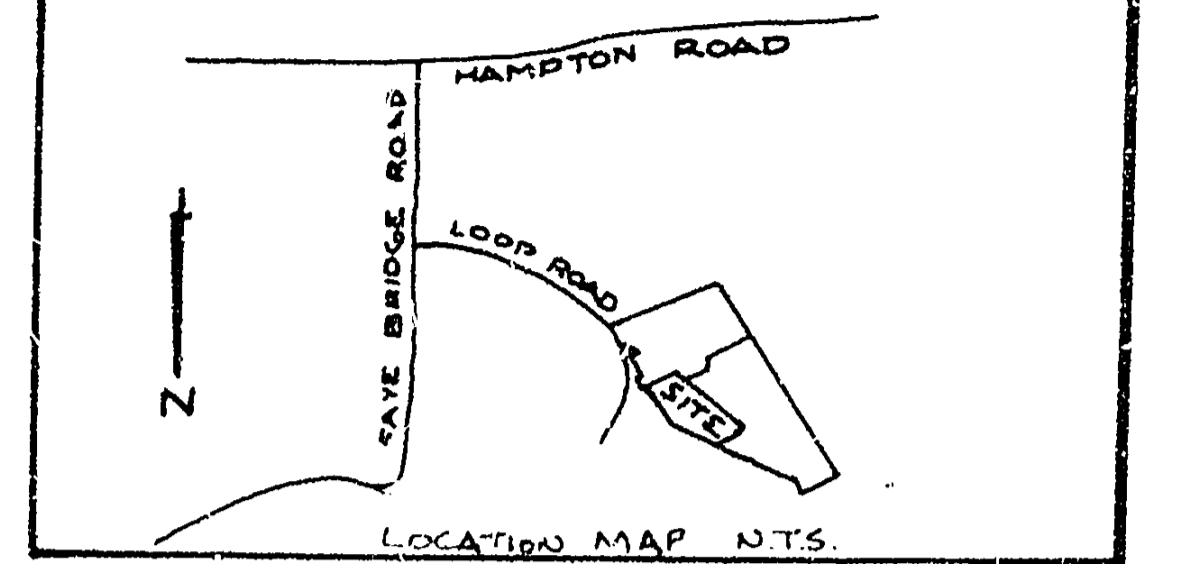 HAMPTON ROAD
FAYE BRIDGE ROAD
LOOP ROAD
SITE
N
LOCATION MAP N.T.S.